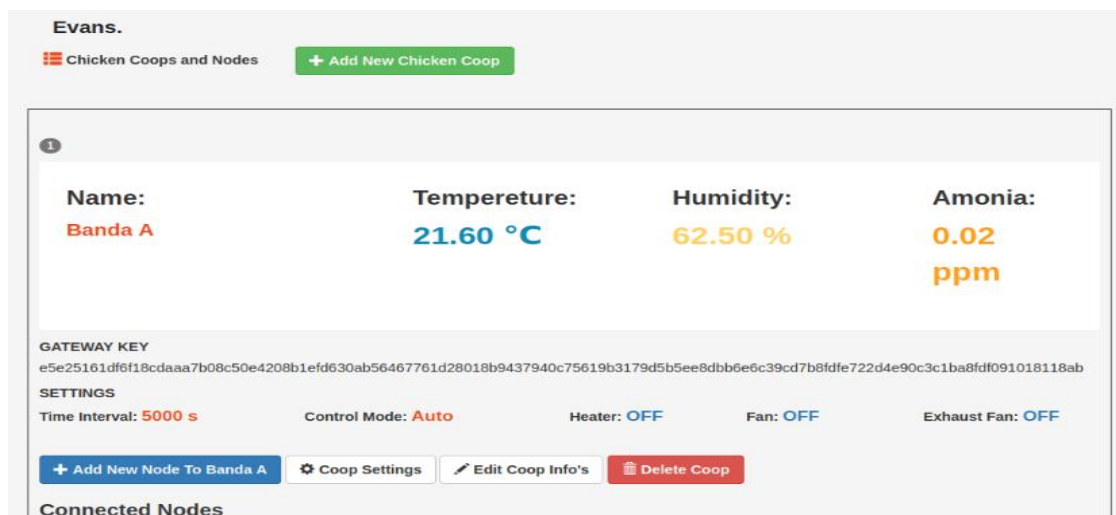 Evans.
Chicken Coops and Nodes
+ Add New Chicken Coop
1
Name:
Banda A
Tempereture:
21.60 °C
Humidity:
62.50 %
Amonia:
0.02
ppm
GATEWAY KEY
e5e25161df6f18cdaaa7b08c50e4208b1efd630ab56467761d28018b9437940c75619b3179d5b5ee8dbb6e6c39cd7b8fdfe722d4e90c3c1ba8fdf091018118ab
SETTINGS
Time Interval: 5000 s
Control Mode: Auto
Heater: OFF
Fan: OFF
Exhaust Fan: OFF
+ Add New Node To Banda A
Coop Settings
Edit Coop Info's
Delete Coop
Connected Nodes